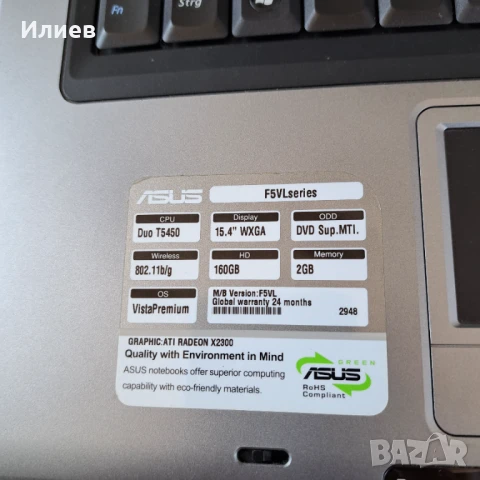 Илиев
Fn
Strg
ASUS
F5VLseries
CPU
Duo T5450
Display
15.4" WXGA
ODD
DVD Sup.MTI.
Wireless
802.11b/g
HD
160GB
Memory
2GB
OS
VistaPremium
M/B Version:F5VL
Global warranty 24 months
2948
GRAPHIC:ATI RADEON X2300
Quality with Environment in Mind
ASUS notebooks offer superior computing
capability with eco-friendly materials.
GREEN
ASUS
RoHS
Compliant
BAZAR